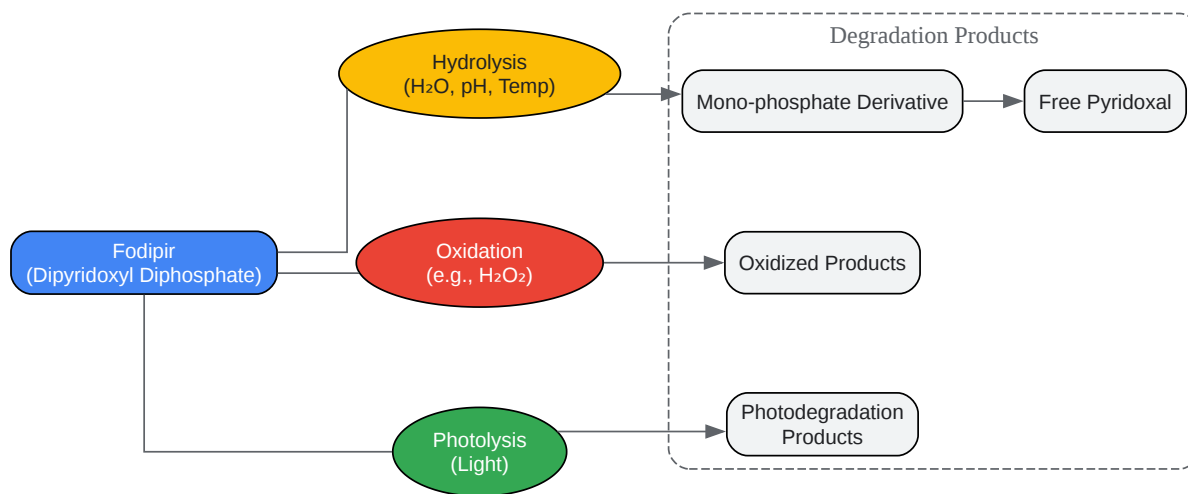 Degradation Products
Hydrolysis
(H₂O, pH, Temp)
Mono-phosphate Derivative
Free Pyridoxal
Fodipir
(Dipyridoxyl Diphosphate)
Oxidation
(e.g., H₂O₂)
Oxidized Products
Photolysis
(Light)
Photodegradation
Products